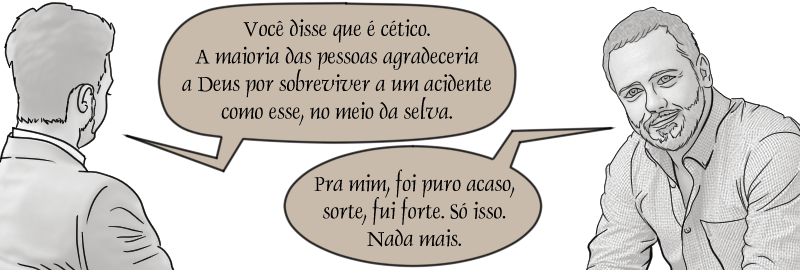 Você disse que é cético.
A maioria das pessoas agradeceria
a Deus por sobreviver a um acidente
como esse, no meio da selva.
Pra mim, foi puro acaso,
sorte, fui forte. Só isso.
Nada mais.